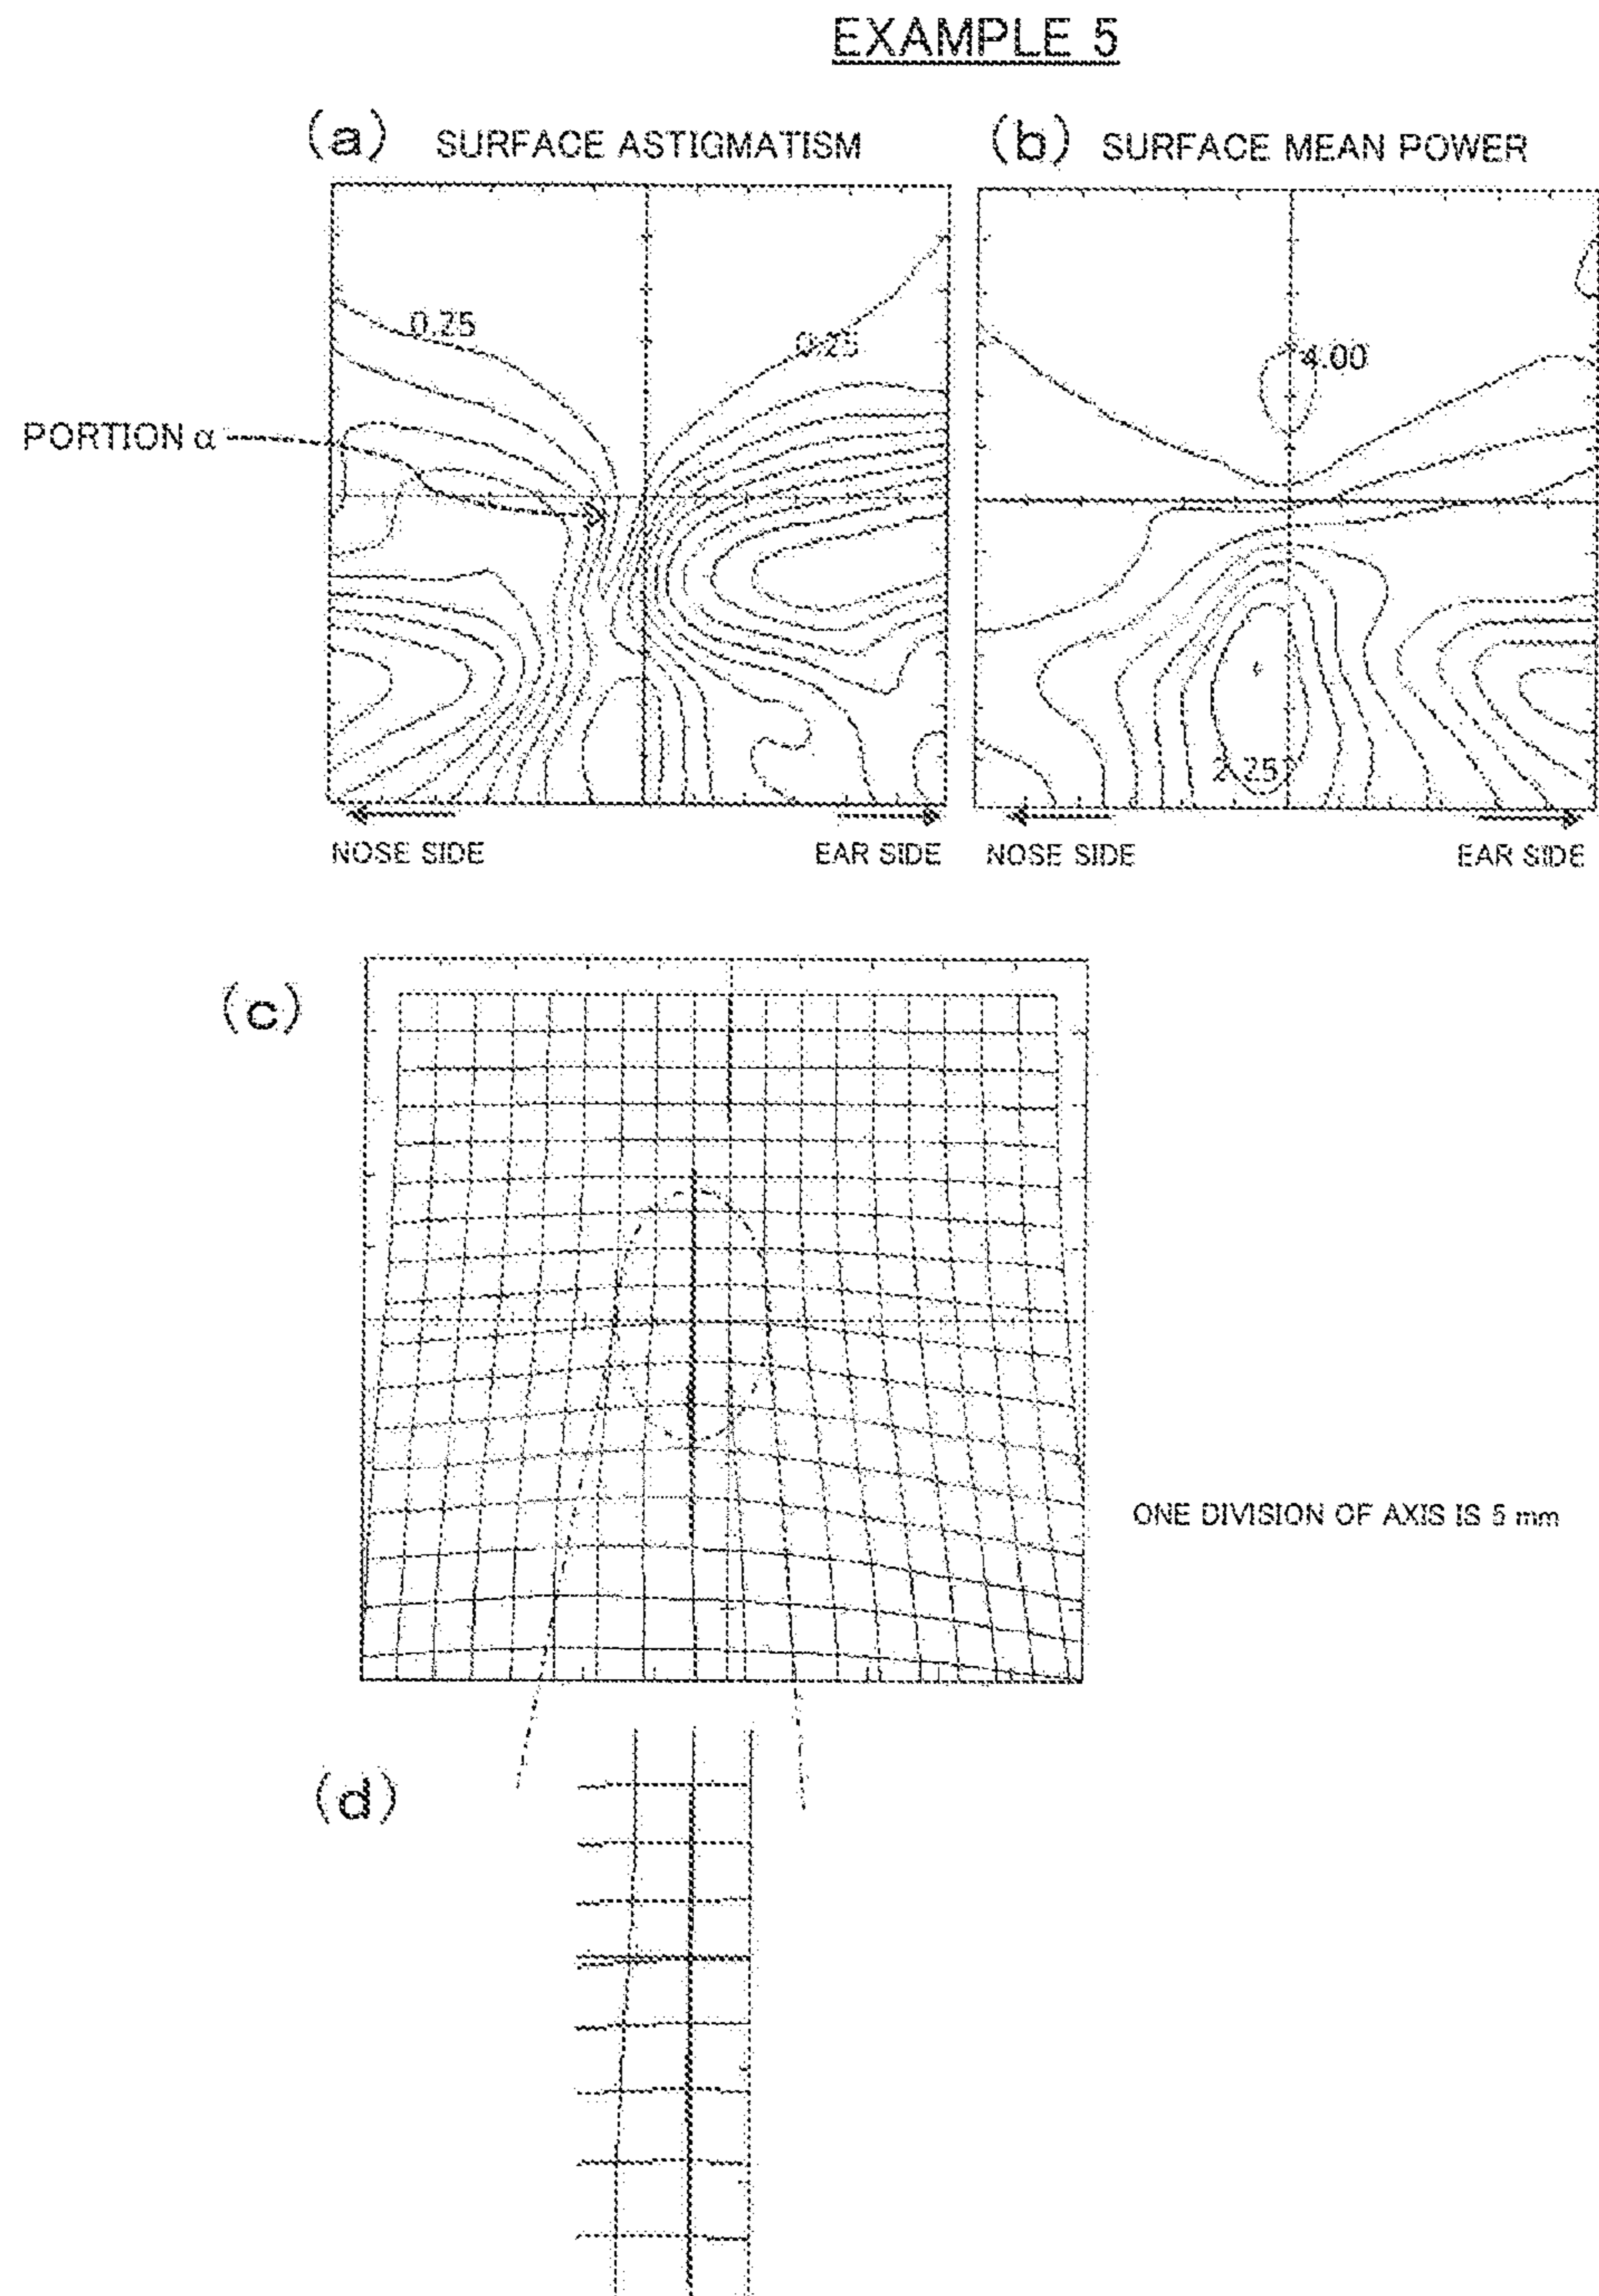 EXAMPLE 5
(a) SURFACE ASTIGMATISM
(b) SURFACE MEAN POWER
0.25
0.25
4.00
PORTION α
2.25
NOSE SIDE
EAR SIDE
NOSE SIDE
EAR SIDE
(c)
ONE DIVISION OF AXIS IS 5 mm
(d)